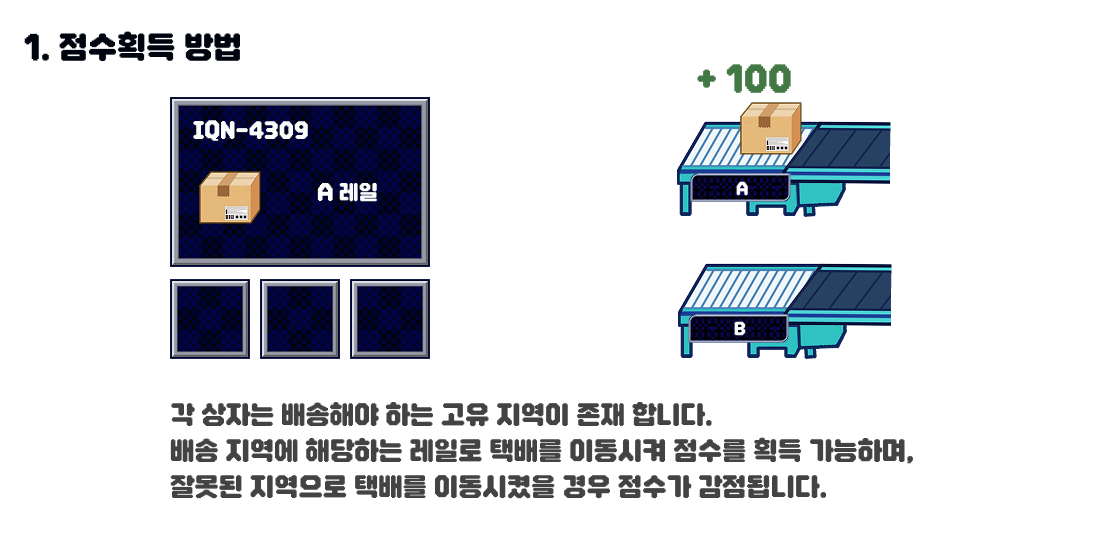 1. 점수획득 방법
+ 100
IQN-4309
A 레일
A
B
각 상자는 배송해야 하는 고유 지역이 존재 합니다.
배송 지역에 해당하는 레일로 택배를 이동시켜 점수를 획득 가능하며,
잘못된 지역으로 택배를 이동시켰을 경우 점수가 감점됩니다.